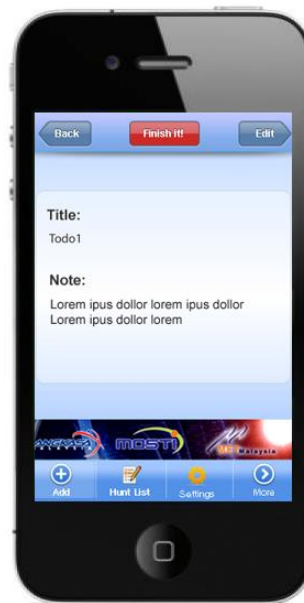 Back
Finish it!
Edit
Title:
Todo1
Note:
Lorem ipus dollor lorem ipus dollor
Lorem ipus dollor lorem
ANGKASA
MOSTI
Malaysia
Add
Hunt List
Settings
More